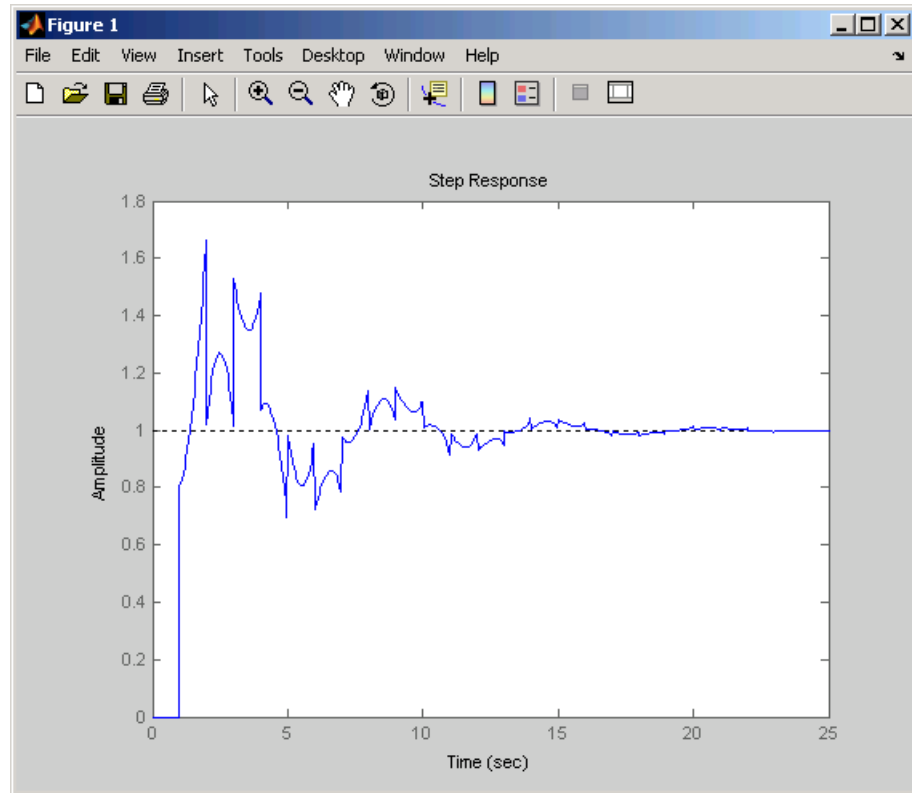 Figure 1
File Edit View Insert Tools Desktop Window Help
Step Response
1.8
1.6
1.4
1.2
1
0.8
0.6
0.4
0.2
0
Amplitude
0 5 10 15 20 25
Time (sec)